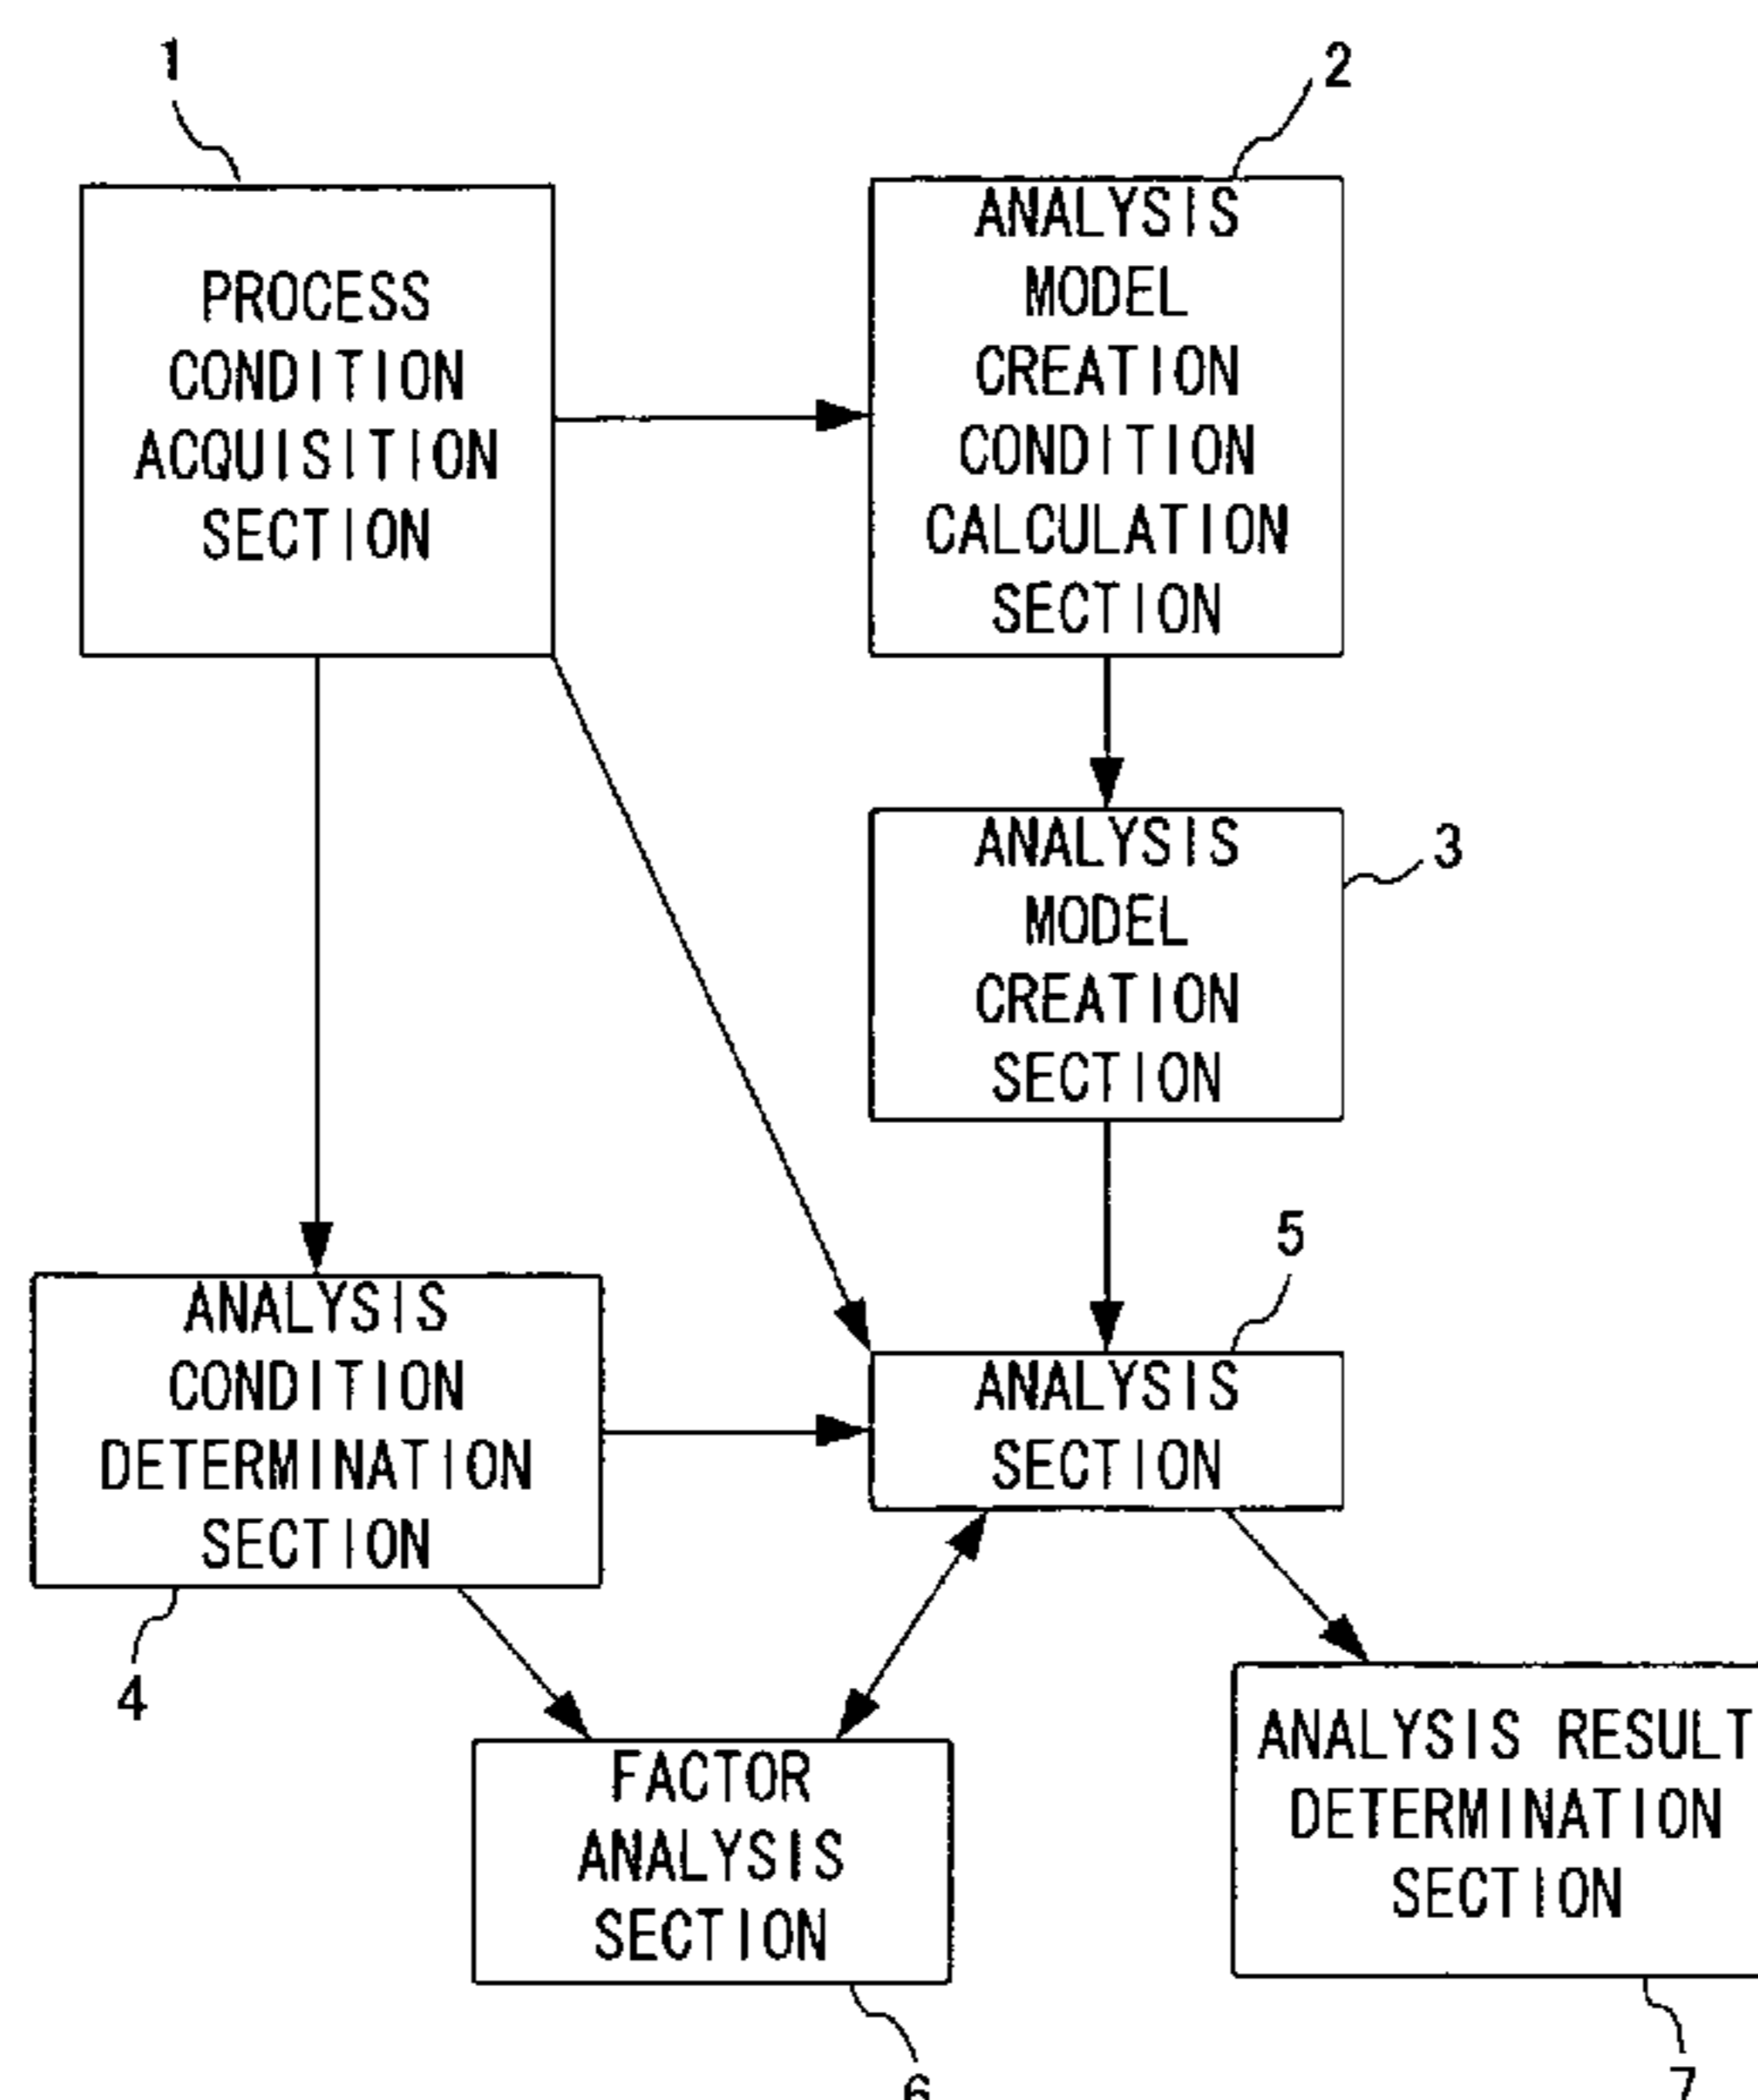 1
2
PROCESS
CONDITION
ACQUISITION
SECTION
ANALYSIS
MODEL
CREATION
CONDITION
CALCULATION
SECTION
ANALYSIS
MODEL
CREATION
SECTION
3
5
ANALYSIS
CONDITION
DETERMINATION
SECTION
4
ANALYSIS
SECTION
FACTOR
ANALYSIS
SECTION
6
ANALYSIS RESULT
DETERMINATION
SECTION
7